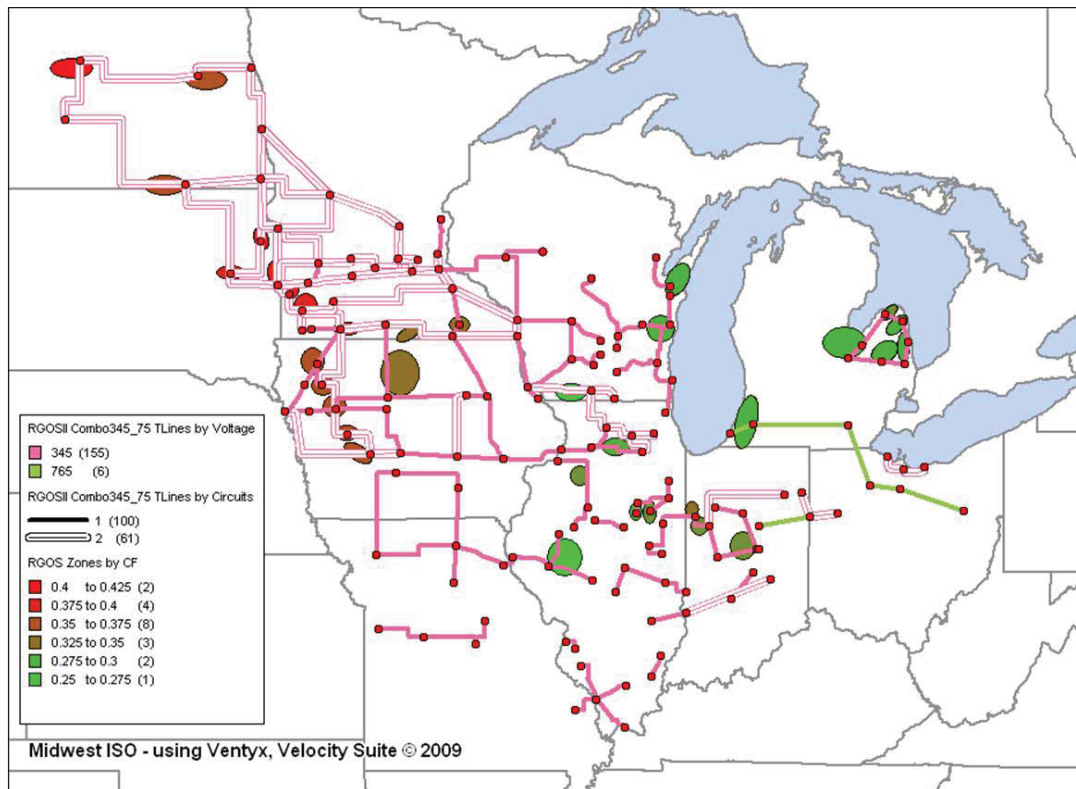 RGOSII Combo345_75 TLines by Voltage
345 (155)
765 (6)
RGOSII Combo345_75 TLines by Circuits
1 (100)
2 (61)
RGOS Zones by CF
0.4 to 0.425 (2)
0.375 to 0.4 (4)
0.35 to 0.375 (8)
0.325 to 0.35 (3)
0.275 to 0.3 (2)
0.25 to 0.275 (1)
Midwest ISO - using Ventyx, Velocity Suite © 2009